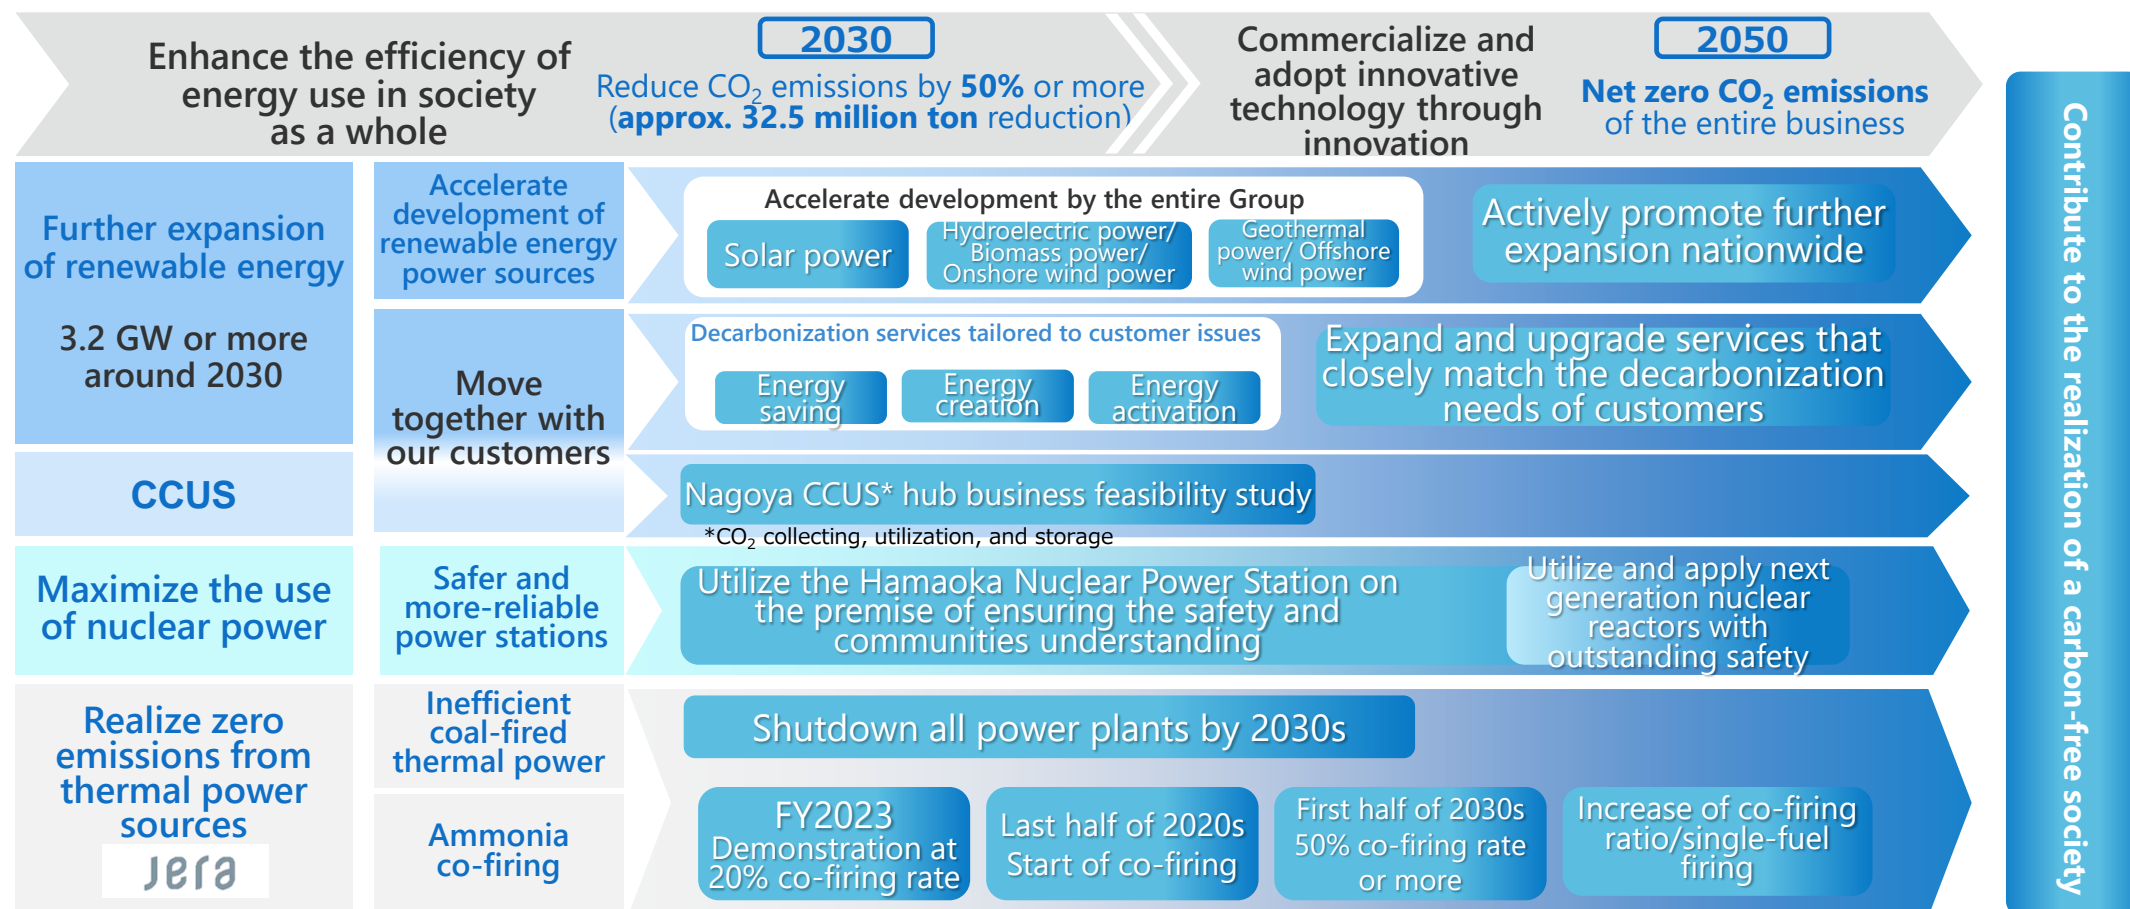 Enhance the efficiency of
energy use in society
as a whole
2030
Reduce CO₂ emissions by 50% or more
(approx. 32.5 million ton reduction)
Commercialize and
adopt innovative
technology through
innovation
2050
Net zero CO₂ emissions
of the entire business
Contribute to the realization of a carbon-free society
Further expansion
of renewable energy
3.2 GW or more
around 2030
Accelerate
development of
renewable energy
power sources
Accelerate development by the entire Group
Solar power
Hydroelectric power/
Biomass power/
Onshore wind power
Geothermal
power/ Offshore
wind power
Actively promote further
expansion nationwide
Move
together with
our customers
Decarbonization services tailored to customer issues
Energy
saving
Energy
creation
Energy
activation
Expand and upgrade services that
closely match the decarbonization
needs of customers
CCUS
Nagoya CCUS* hub business feasibility study
*CO₂ collecting, utilization, and storage
Maximize the use
of nuclear power
Safer and
more-reliable
power stations
Utilize the Hamaoka Nuclear Power Station on
the premise of ensuring the safety and
communities understanding
Utilize and apply next
generation nuclear
reactors with
outstanding safety
Realize zero
emissions from
thermal power
sources
Jera
Inefficient
coal-fired
thermal power
Shutdown all power plants by 2030s
Ammonia
co-firing
FY2023
Demonstration at
20% co-firing rate
Last half of 2020s
Start of co-firing
First half of 2030s
50% co-firing rate
or more
Increase of co-firing
ratio/single-fuel
firing